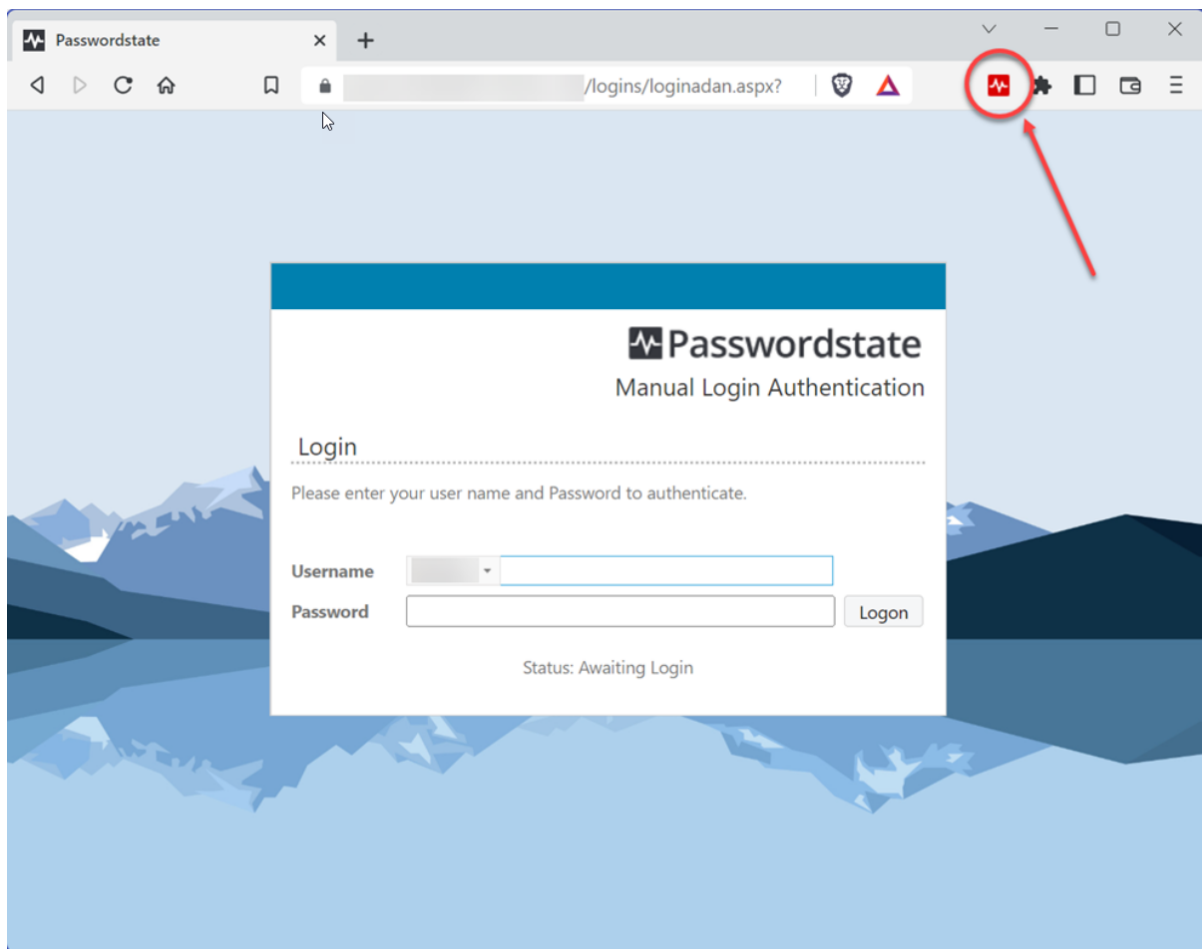 Passwordstate
/logins/loginadan.aspx?
Passwordstate
Manual Login Authentication
Login
Please enter your user name and Password to authenticate.
Username
Password
Logon
Status: Awaiting Login